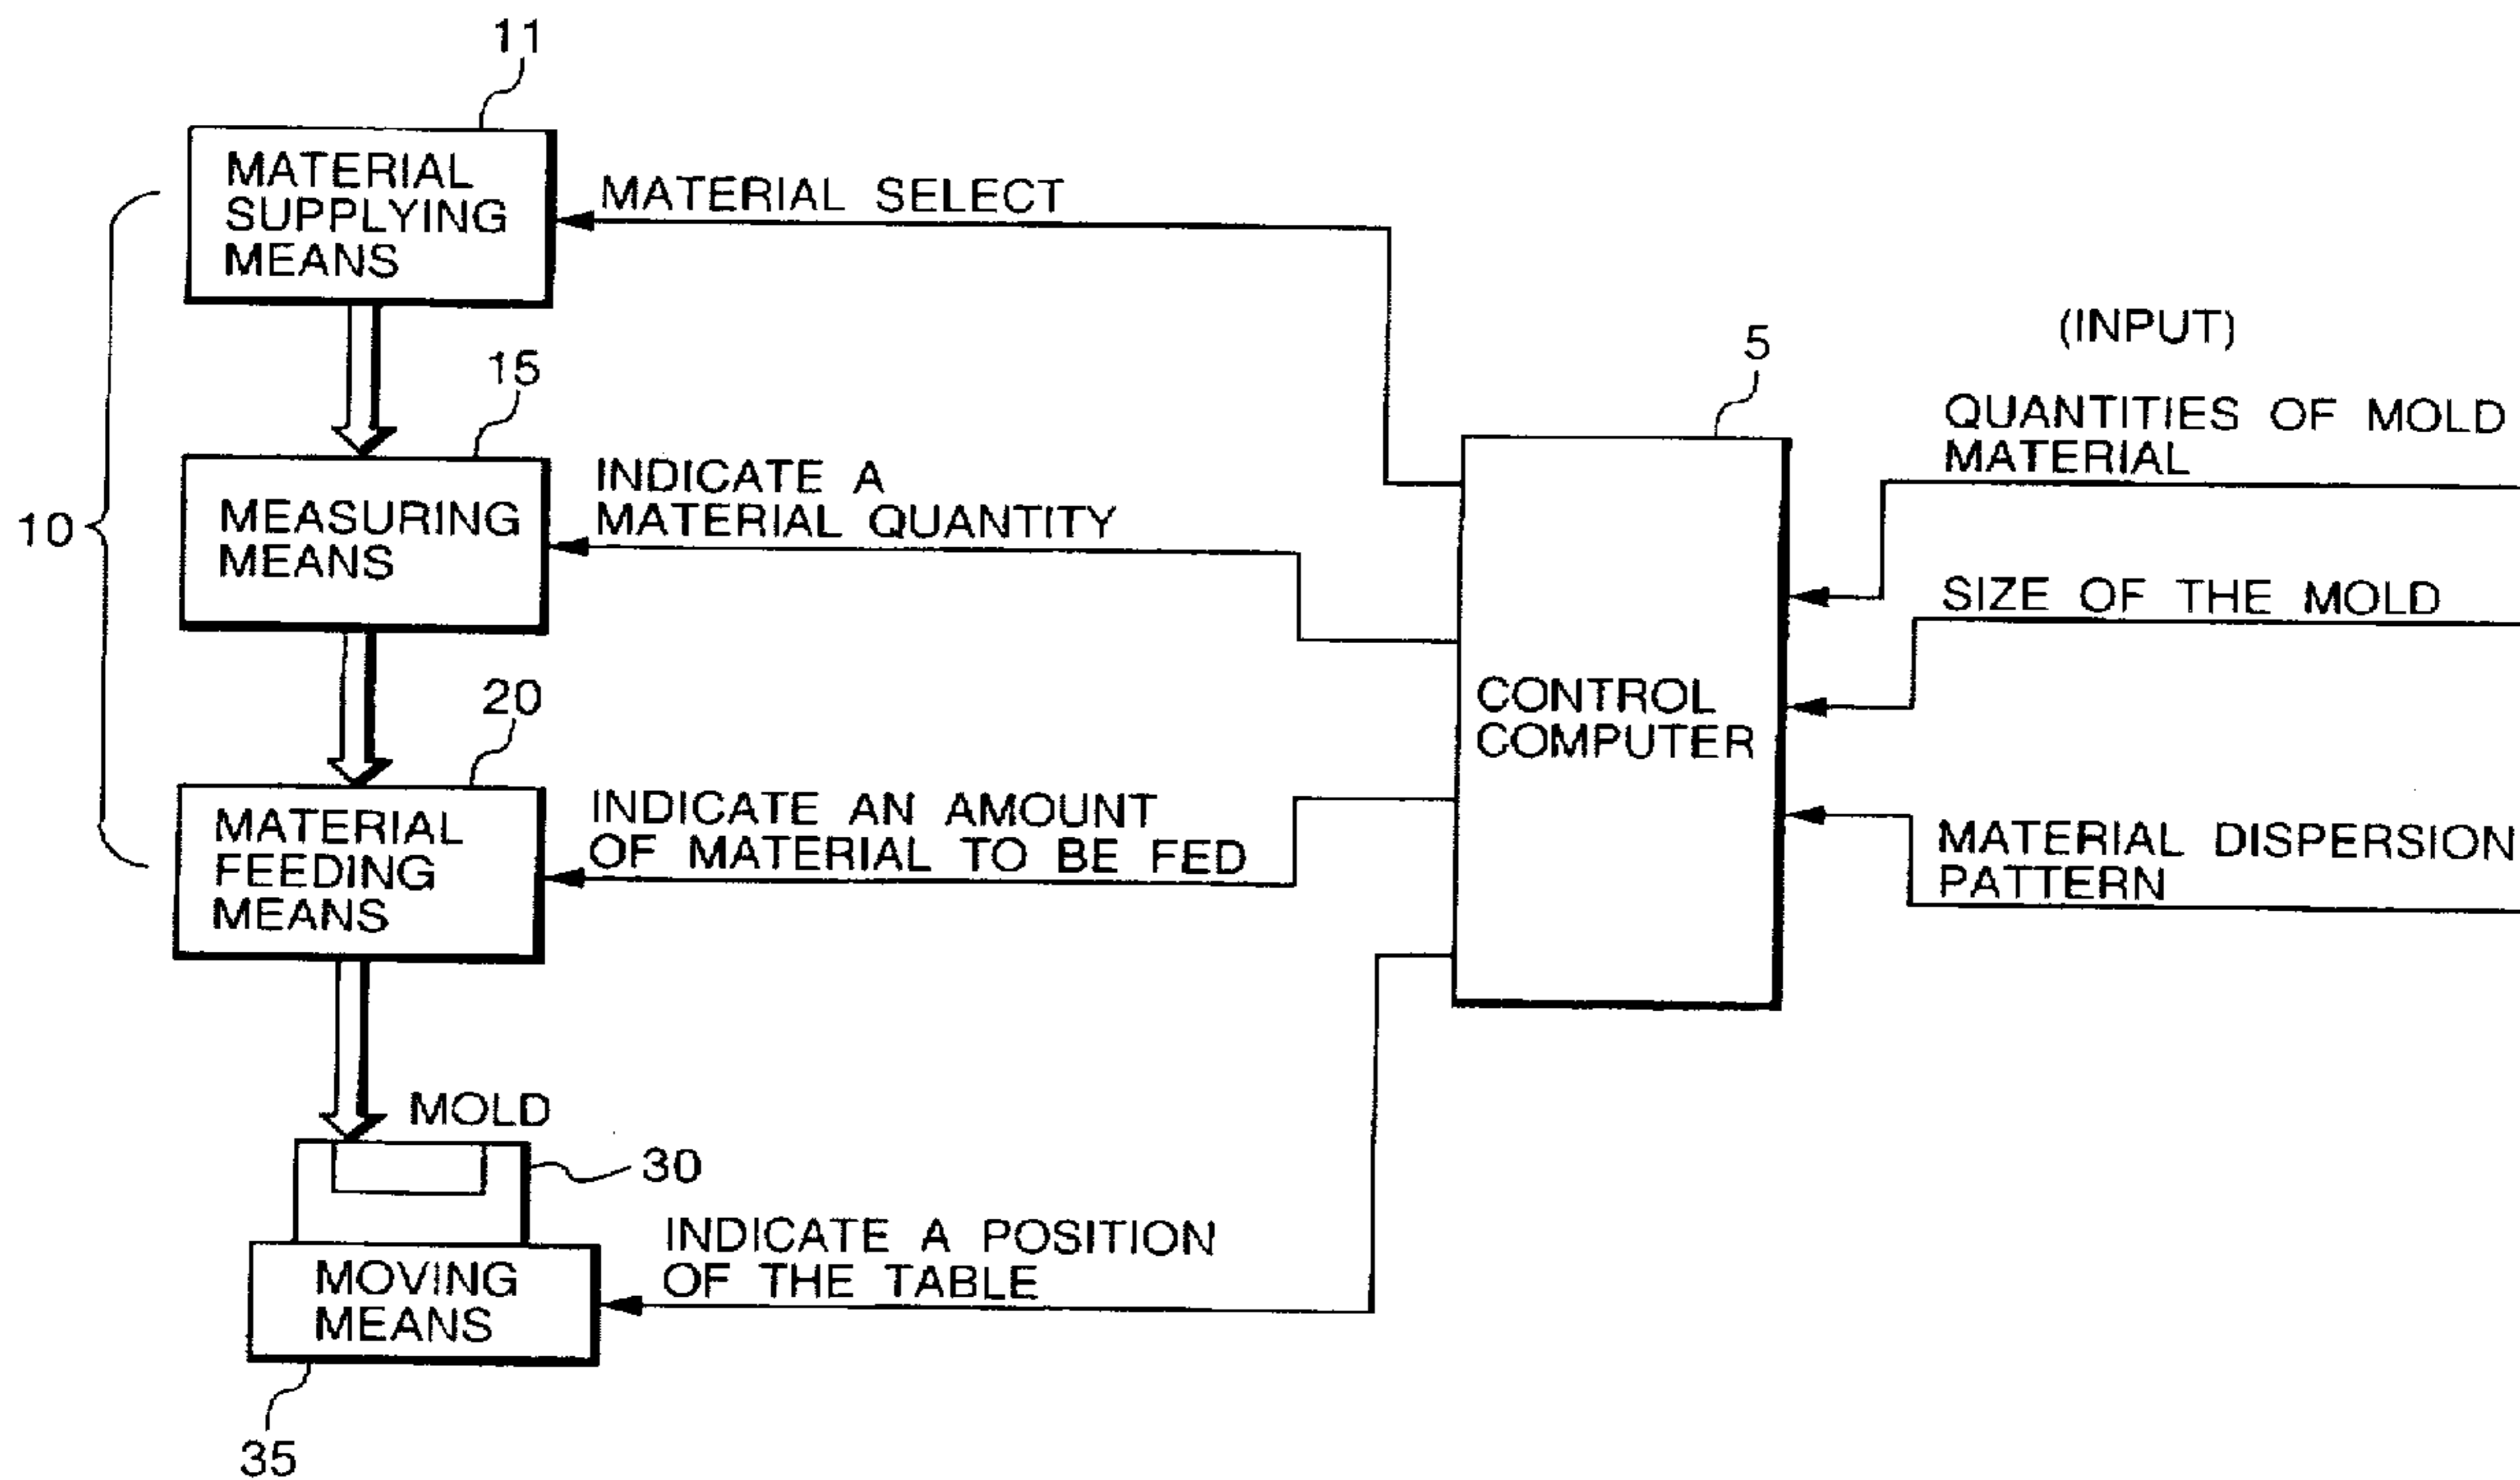 11
MATERIAL
SUPPLYING
MEANS
MATERIAL SELECT
15
MEASURING
MEANS
INDICATE A
MATERIAL QUANTITY
10
20
MATERIAL
FEEDING
MEANS
INDICATE AN AMOUNT
OF MATERIAL TO BE FED
MOLD
30
MOVING
MEANS
INDICATE A POSITION
OF THE TABLE
35
5
CONTROL
COMPUTER
(INPUT)
QUANTITIES OF MOLD
MATERIAL
SIZE OF THE MOLD
MATERIAL DISPERSION
PATTERN